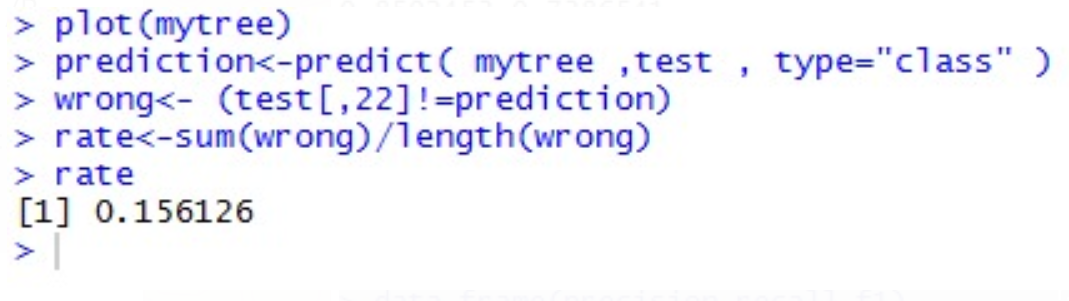 > plot(mytree)
> prediction<-predict( mytree ,test , type="class" )
> wrong<- (test[,22]!=prediction)
> rate<-sum(wrong)/length(wrong)
> rate
[1] 0.156126
>